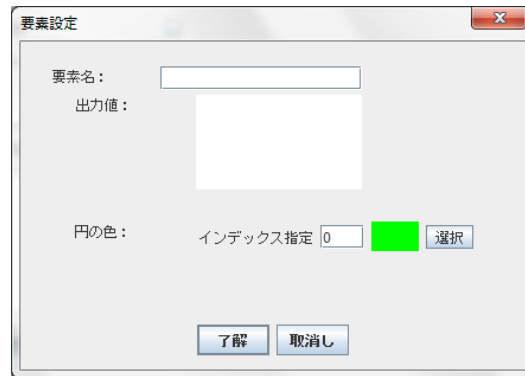 要素設定
要素名：
出力値：
円の色： インデックス指定 0 選択
了解 取消し